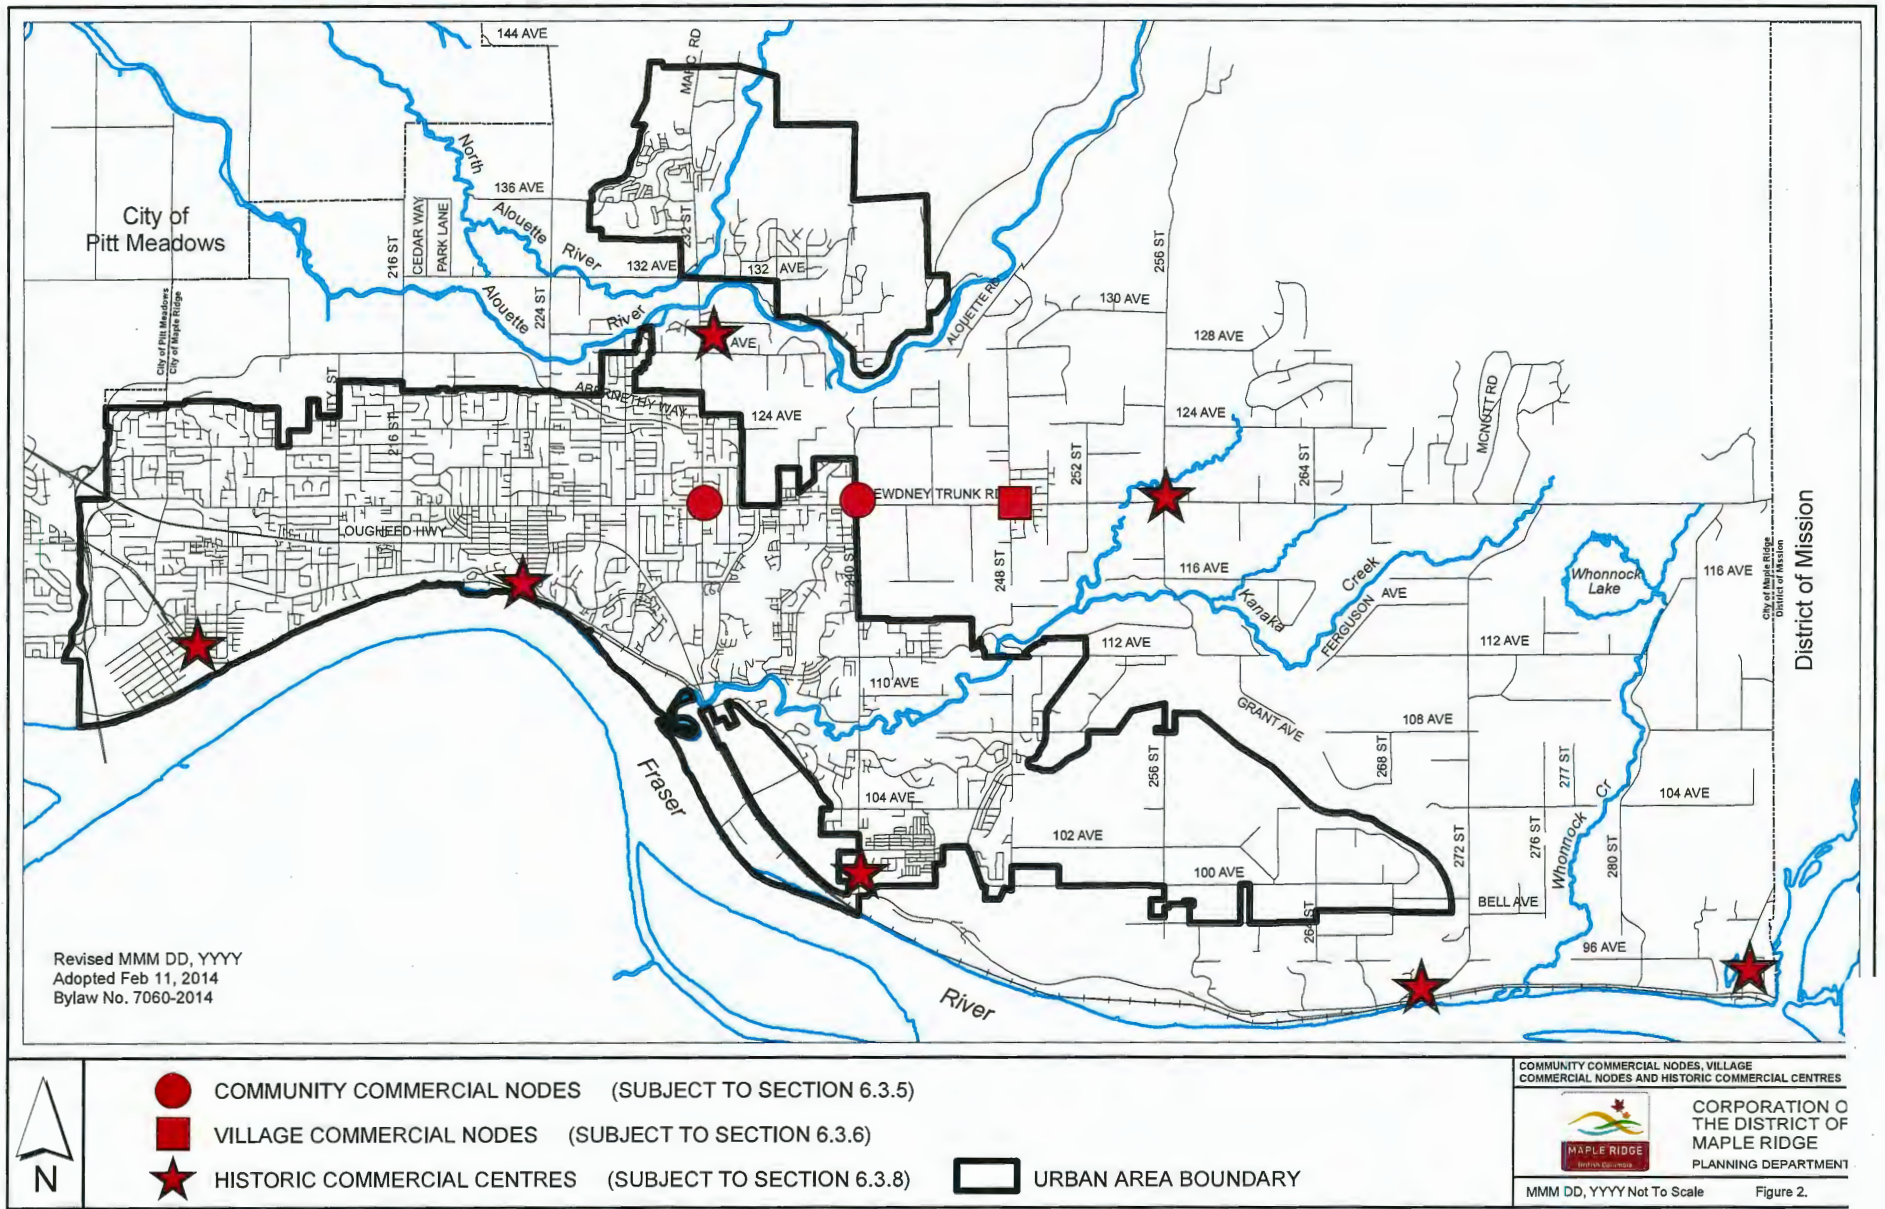 144 AVE
MARC RD
North
136 AVE
City of
Pitt Meadows
CEDAR WAY
PARK LANE
Alouette
River
232 ST
216 ST
256 ST
132 AVE
132 AVE
Alouette
River
224 ST
130 AVE
ALOUETTE RD
City of Pitt Meadows
City of Maple Ridge
128 AVE
AVE
ST
ABERNETHY WAY
MCNUTT RD
124 AVE
124 AVE
216 ST
252 ST
264 ST
EWDNEY TRUNK RD
OUGHEED HWY
240 ST
248 ST
116 AVE
Creek
Whonnock
Lake
116 AVE
City of Maple Ridge
District of Mission
District of Mission
Kanaka
FERGUSON AVE
112 AVE
112 AVE
110 AVE
GRANT AVE
108 AVE
256 ST
268 ST
277 ST
Fraser
104 AVE
104 AVE
Whonnock Cr
102 AVE
272 ST
276 ST
280 ST
100 AVE
BELL AVE
264 ST
96 AVE
River
Revised MMM DD, YYYY
Adopted Feb 11, 2014
Bylaw No. 7060-2014
N
COMMUNITY COMMERCIAL NODES (SUBJECT TO SECTION 6.3.5)
VILLAGE COMMERCIAL NODES (SUBJECT TO SECTION 6.3.6)
HISTORIC COMMERCIAL CENTRES (SUBJECT TO SECTION 6.3.8)
URBAN AREA BOUNDARY
COMMUNITY COMMERCIAL NODES, VILLAGE
COMMERCIAL NODES AND HISTORIC COMMERCIAL CENTRES
MAPLE RIDGE
British Columbia
CORPORATION O
THE DISTRICT OF
MAPLE RIDGE
PLANNING DEPARTMENT
MMM DD, YYYY Not To Scale
Figure 2.